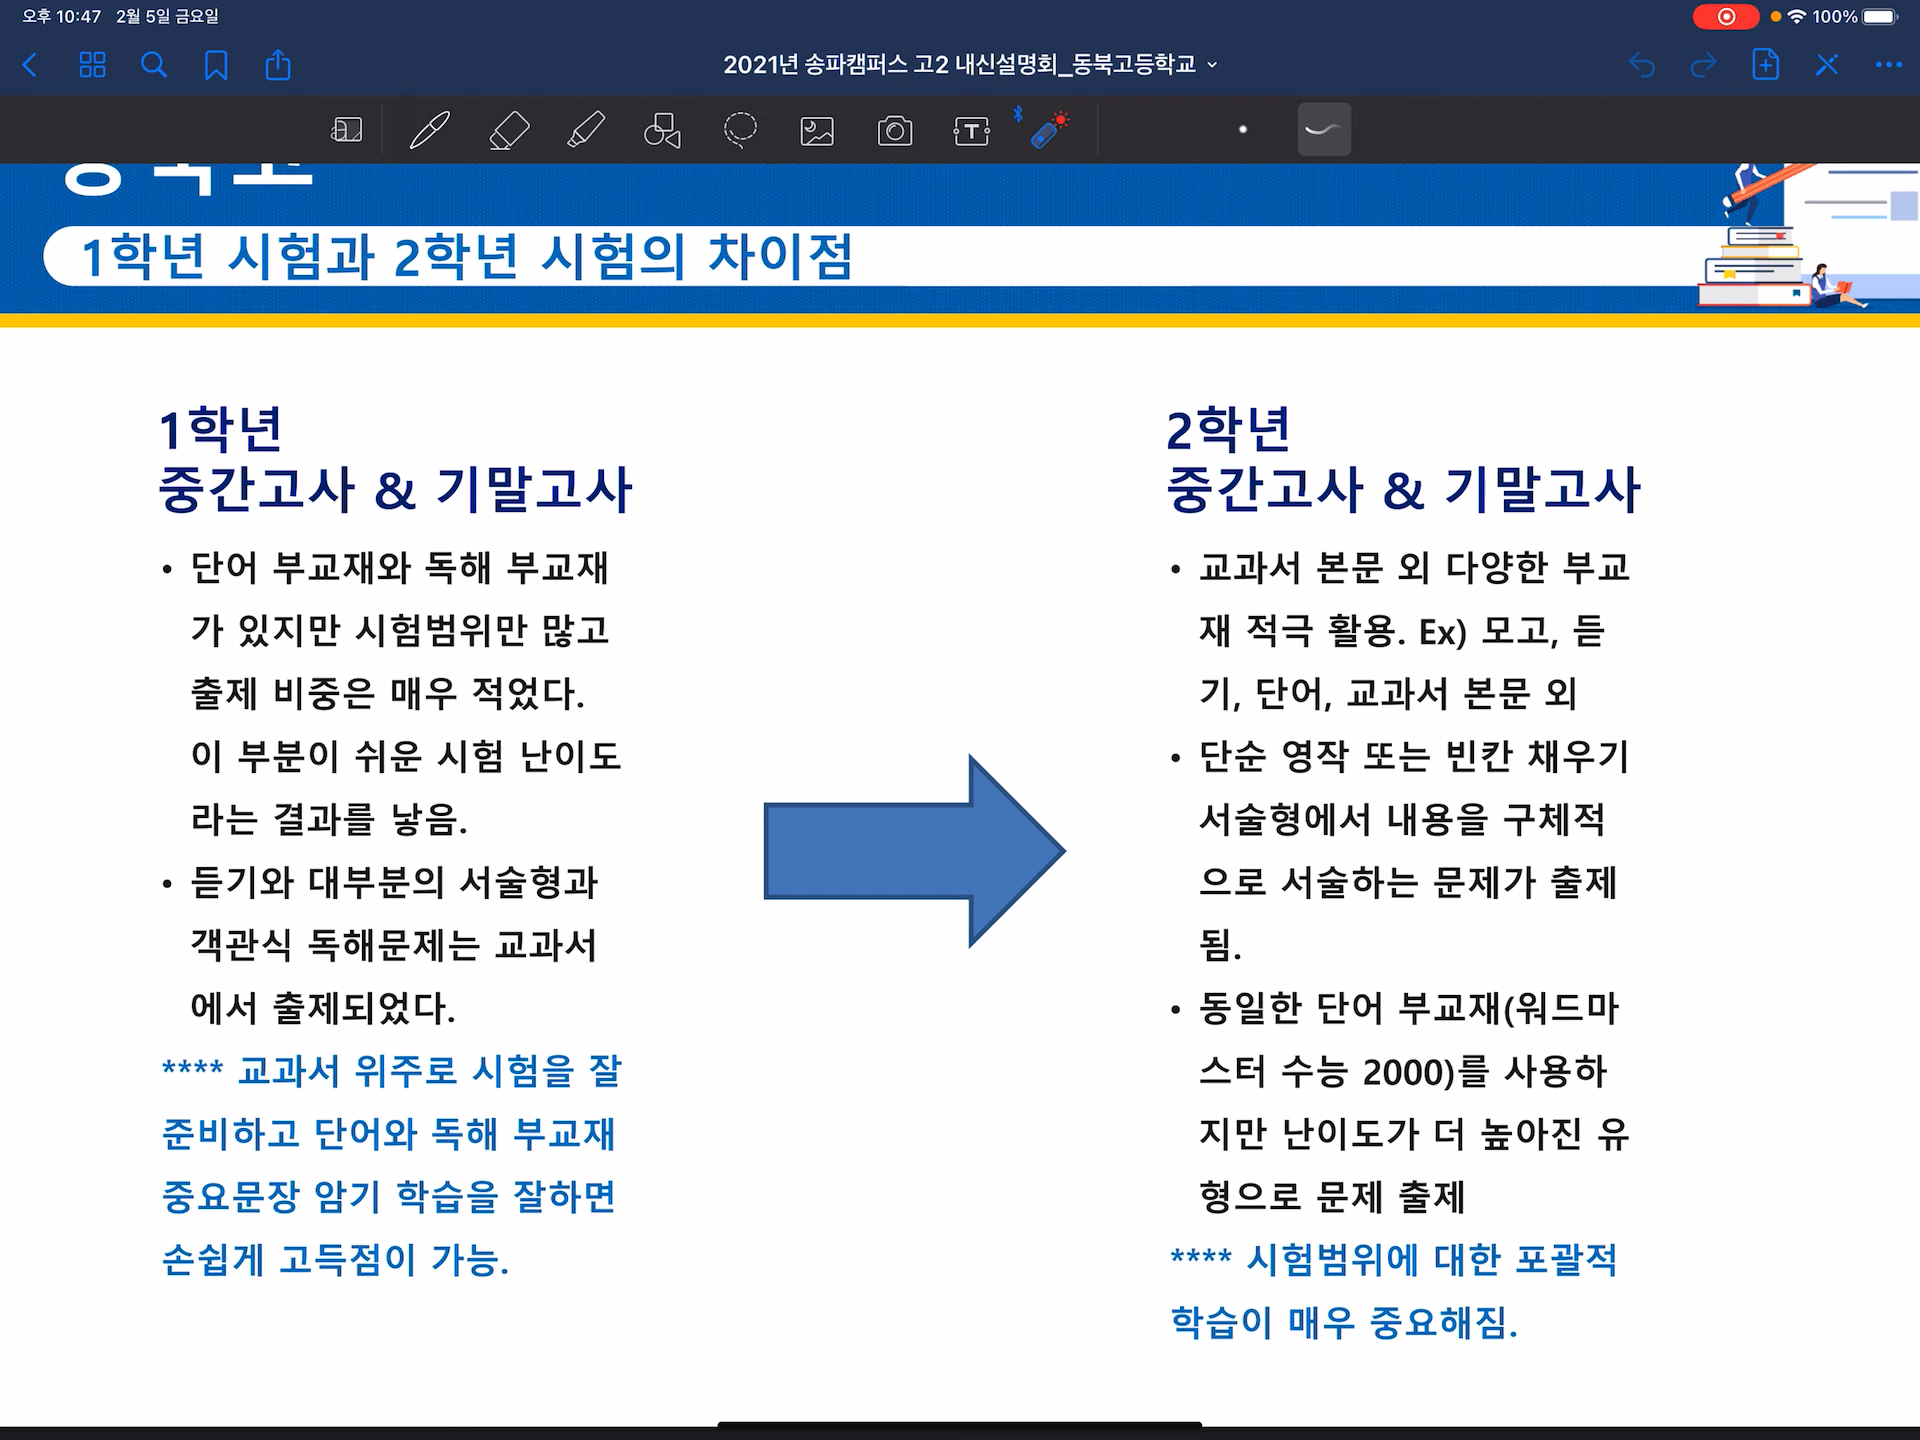 오후 10:47 2월 5일 금요일
100%
2021년 송파캠퍼스 고2 내신설명회_동북고등학교
1학년 시험과 2학년 시험의 차이점
1학년
중간고사 & 기말고사
• 단어 부교재와 독해 부교재
가 있지만 시험범위만 많고
출제 비중은 매우 적었다.
이 부분이 쉬운 시험 난이도
라는 결과를 낳음.
• 듣기와 대부분의 서술형과
객관식 독해문제는 교과서
에서 출제되었다.
**** 교과서 위주로 시험을 잘
준비하고 단어와 독해 부교재
중요문장 암기 학습을 잘하면
손쉽게 고득점이 가능.
2학년
중간고사 & 기말고사
• 교과서 본문 외 다양한 부교
재 적극 활용. Ex) 모고, 듣
기, 단어, 교과서 본문 외
• 단순 영작 또는 빈칸 채우기
서술형에서 내용을 구체적
으로 서술하는 문제가 출제
됨.
• 동일한 단어 부교재(워드마
스터 수능 2000)를 사용하
지만 난이도가 더 높아진 유
형으로 문제 출제
**** 시험범위에 대한 포괄적
학습이 매우 중요해짐.